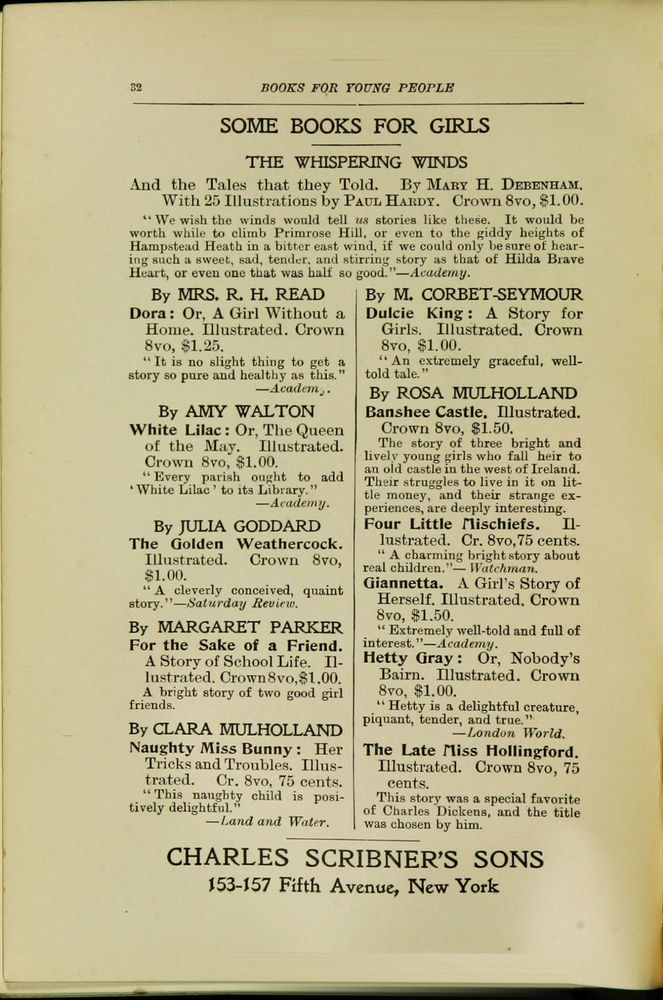 32
BOOKS FOR YOUNG PEOPLE
SOME BOOKS FOR GIRLS
THE WHISPERING WINDS
And the Tales that they Told. By MARY H. DEBENHAM.
With 25 Illustrations by PAUL HARDY. Crown 8vo, $1.00.
“We wish the winds would tell us stories like these. It would be
worth while to climb Primrose Hill, or even to the giddy heights of
Hampstead Heath in a bitter east wind, if we could only be sure of hear-
ing such a sweet, sad, tender, and stirring story as that of Hilda Brave
Heart, or even one that was half so good.”—Academy.
By MRS. R. H. READ
Dora: Or, A Girl Without a
Home. Illustrated. Crown
8vo, $1.25.
“It is no slight thing to get a
story so pure and healthy as this.”
—Academy.
By AMY WALTON
White Lilac: Or, The Queen
of the May. Illustrated.
Crown 8vo, $1.00.
“Every parish ought to add
‘White Lilac’ to its Library.”
—Academy.
By JULIA GODDARD
The Golden Weathercock.
Illustrated. Crown 8vo,
$1.00.
“A cleverly conceived, quaint
story.”—Saturday Review.
By MARGARET PARKER
For the Sake of a Friend.
A Story of School Life. Il-
lustrated. Crown 8vo, $1.00.
A bright story of two good girl
friends.
By CLARA MULHOLLAND
Naughty Miss Bunny: Her
Tricks and Troubles. Illus-
trated. Cr. 8vo, 75 cents.
“This naughty child is posi-
tively delightful.”
—Land and Water.
By M. CORBET-SEYMOUR
Dulcie King: A Story for
Girls. Illustrated. Crown
8vo, $1.00.
“An extremely graceful, well-
told tale.”
By ROSA MULHOLLAND
Banshee Castle. Illustrated.
Crown 8vo, $1.50.
The story of three bright and
lively young girls who fall heir to
an old castle in the west of Ireland.
Their struggles to live in it on lit-
tle money, and their strange ex-
periences, are deeply interesting.
Four Little Mischiefs. Il-
lustrated. Cr. 8vo, 75 cents.
“A charming bright story about
real children.”—Watchman.
Giannetta. A Girl's Story of
Herself. Illustrated. Crown
8vo, $1.50.
“Extremely well-told and full of
interest.”—Academy.
Hetty Gray: Or, Nobody's
Bairn. Illustrated. Crown
8vo, $1.00.
“Hetty is a delightful creature,
piquant, tender, and true.”
—London World.
The Late Miss Hollingford.
Illustrated. Crown 8vo, 75
cents.
This story was a special favorite
of Charles Dickens, and the title
was chosen by him.
CHARLES SCRIBNER'S SONS
153-157 Fifth Avenue, New York